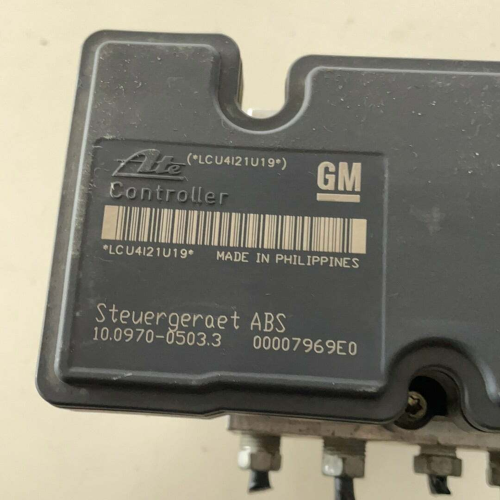 Ate (*LCU4I21U19*)
GM
Controller
*LCU4I21U19* MADE IN PHILIPPINES
Steuergeraet ABS
10.0970-0503.3 00007969E0